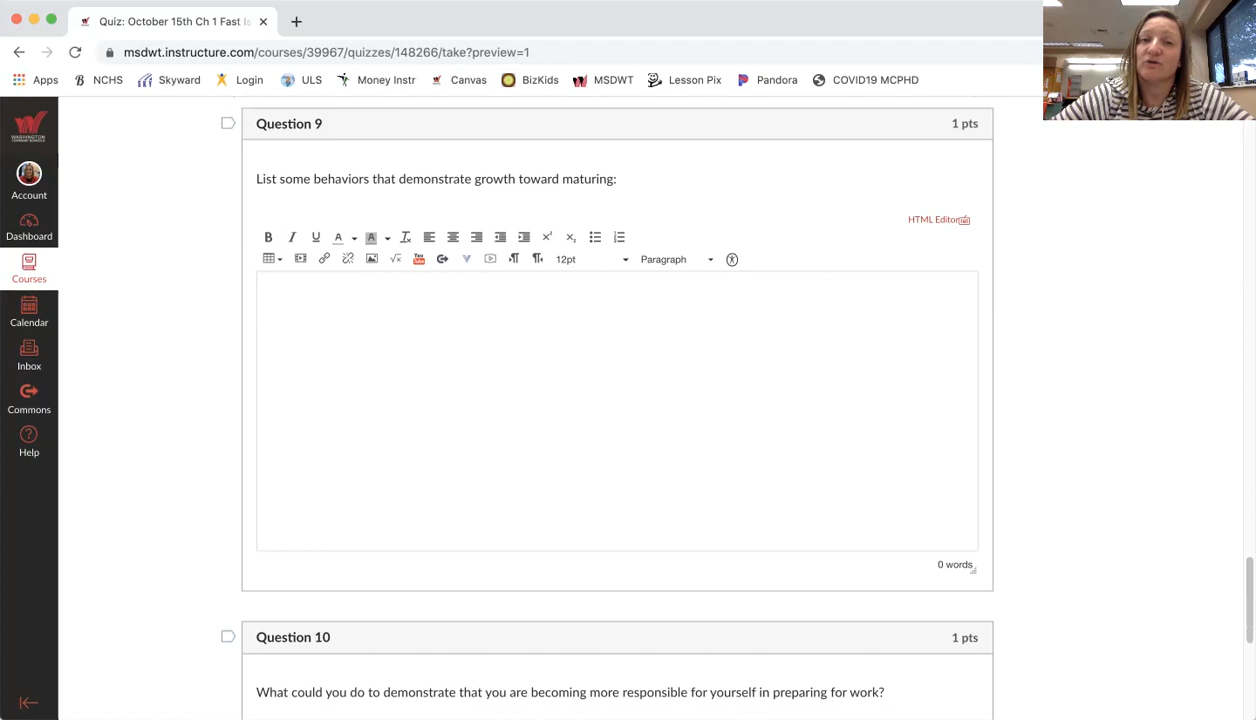 Quiz: October 15th Ch 1 Fast Is
msdwt.instructure.com/courses/39967/quizzes/148266/take?preview=1
Apps NCHS Skyward Login ULS Money Instr Canvas BizKids MSDWT Lesson Pix Pandora COVID19 MCPHD
WASHINGTON
TOWNSHIP SCHOOLS
Account
Dashboard
Courses
Calendar
Inbox
Commons
Help
Question 9 1 pts
List some behaviors that demonstrate growth toward maturing:
HTML Editor
B I U A A
12pt Paragraph
0 words
Question 10 1 pts
What could you do to demonstrate that you are becoming more responsible for yourself in preparing for work?